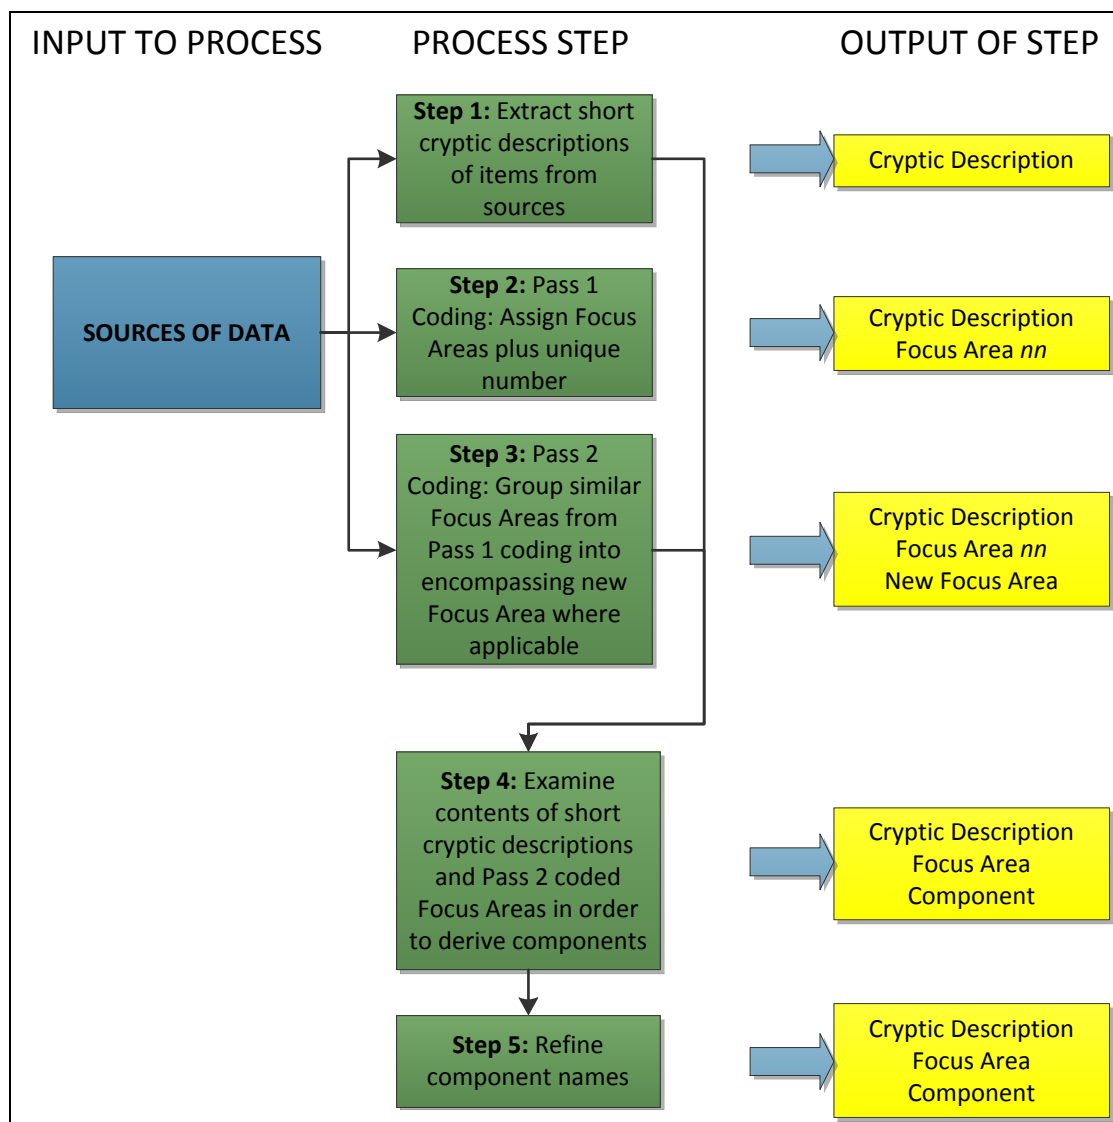 INPUT TO PROCESS
PROCESS STEP
OUTPUT OF STEP
Step 1: Extract short
cryptic descriptions
of items from
sources
Cryptic Description
SOURCES OF DATA
Step 2: Pass 1
Coding: Assign Focus
Areas plus unique
number
Cryptic Description
Focus Area nn
Step 3: Pass 2
Coding: Group similar
Focus Areas from
Pass 1 coding into
encompassing new
Focus Area where
applicable
Cryptic Description
Focus Area nn
New Focus Area
Step 4: Examine
contents of short
cryptic descriptions
and Pass 2 coded
Focus Areas in order
to derive components
Cryptic Description
Focus Area
Component
Step 5: Refine
component names
Cryptic Description
Focus Area
Component